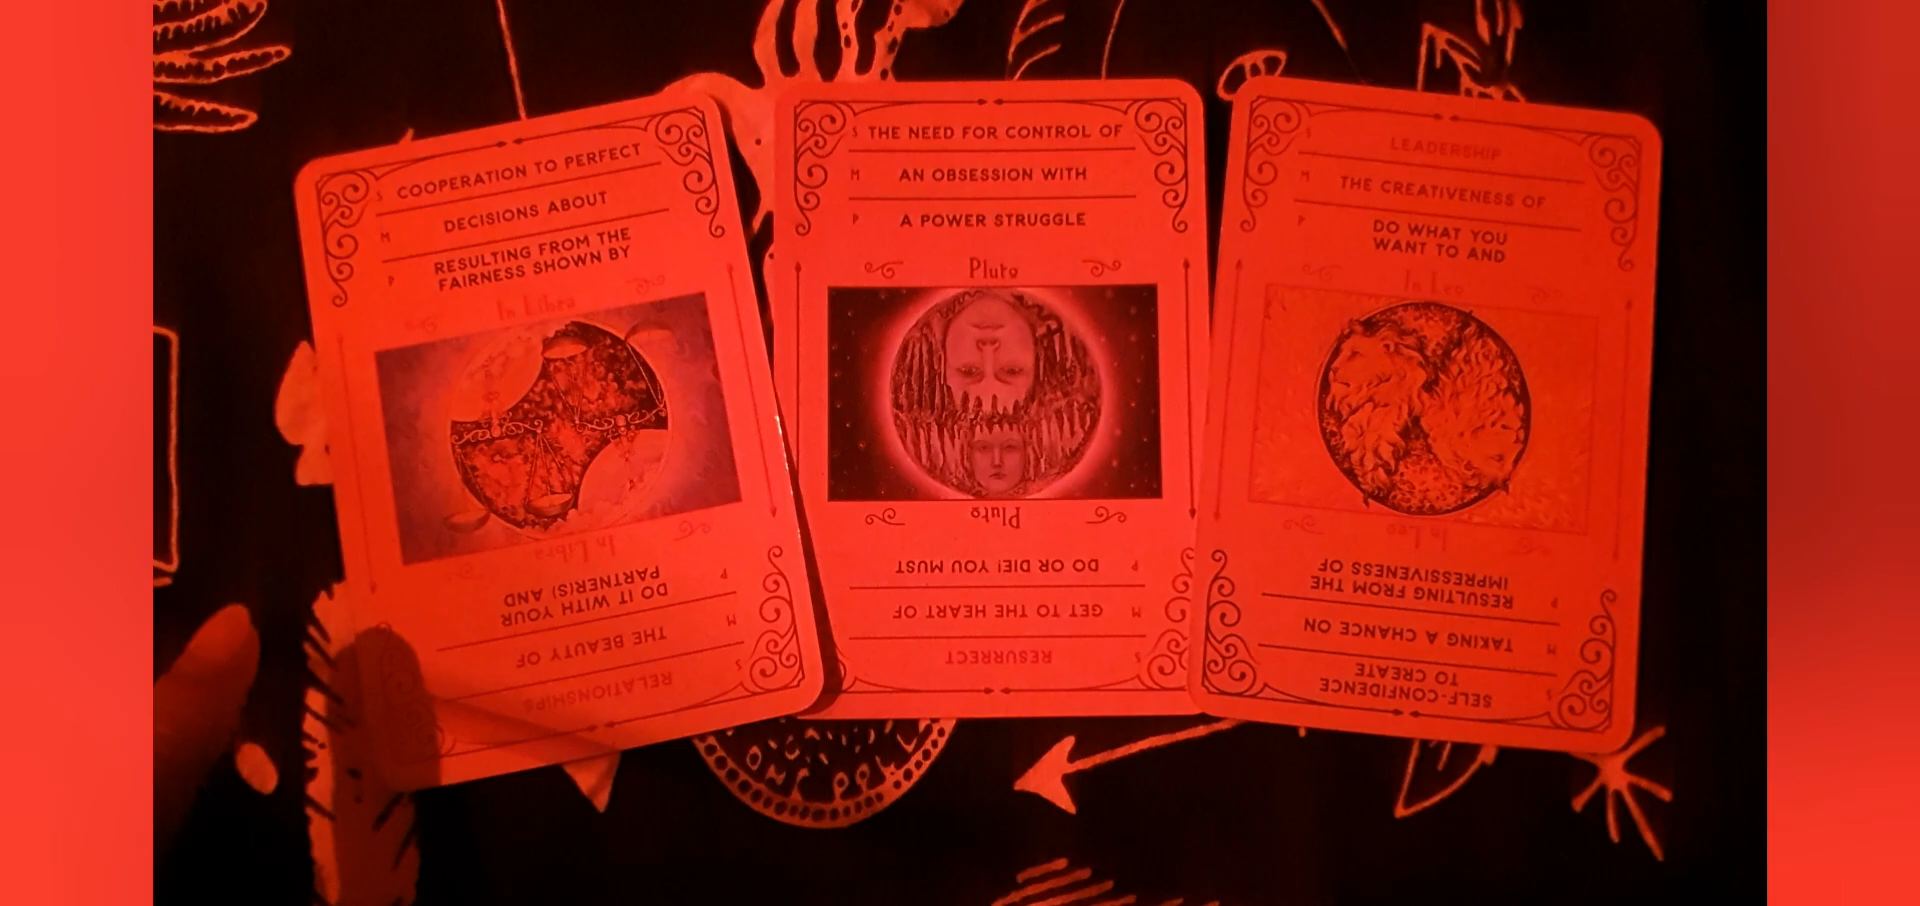 S COOPERATION TO PERFECT
M DECISIONS ABOUT
P RESULTING FROM THE
FAIRNESS SHOWN BY
In Libra
In Libra
P DO IT WITH YOUR
PARTNER(S) AND
M THE BEAUTY OF
S RELATIONSHIPS
S THE NEED FOR CONTROL OF
M AN OBSESSION WITH
P A POWER STRUGGLE
Pluto
Pluto
P DO OR DIE! YOU MUST
M GET TO THE HEART OF
S RESURRECT
S LEADERSHIP
M THE CREATIVENESS OF
P DO WHAT YOU
WANT TO AND
In Leo
In Leo
P RESULTING FROM THE
IMPRESSIVENESS OF
M TAKING A CHANCE ON
S SELF-CONFIDENCE
TO CREATE